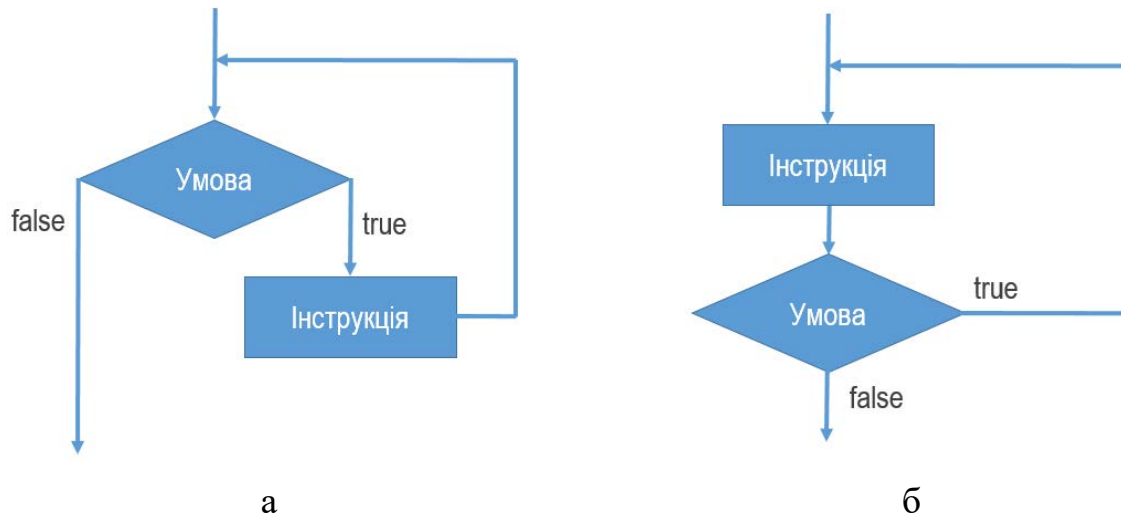 Умова
false
true
Інструкція
а
Інструкція
Умова
true
false
б